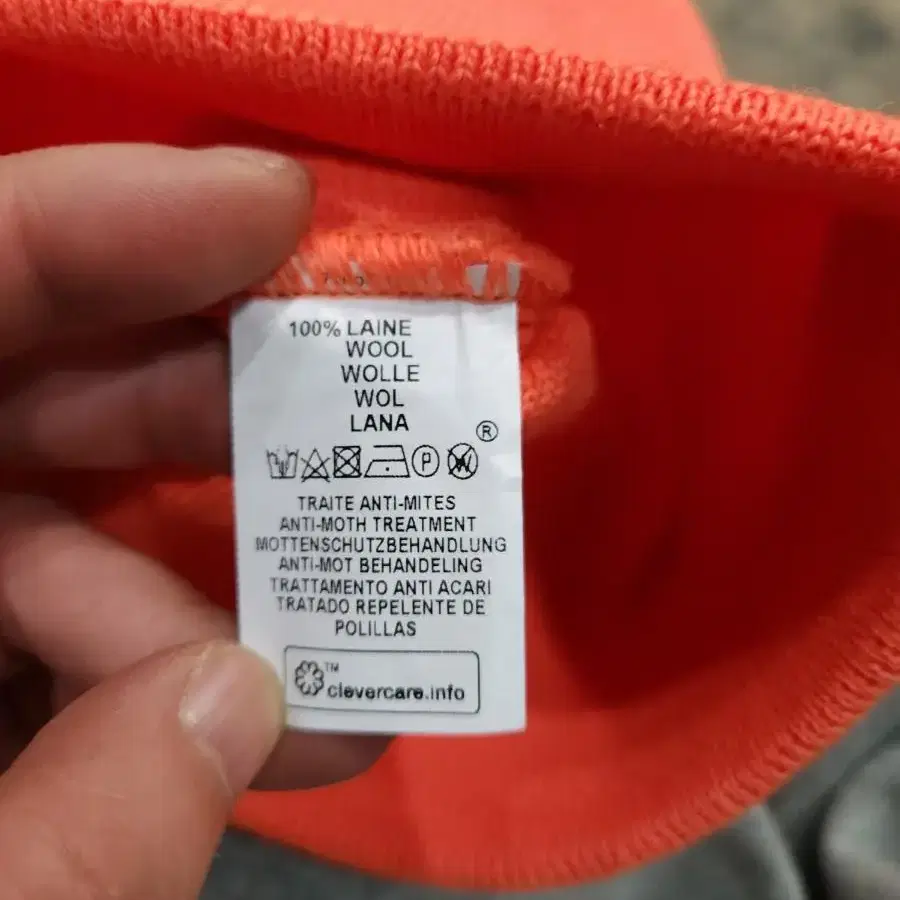 100% LAINE
WOOL
WOLLE
WOL
LANA
®
P
W
TRAITE ANTI-MITES
ANTI-MOTH TREATMENT
MOTTENSCHUTZBEHANDLUNG
ANTI-MOT BEHANDELING
TRATTAMENTO ANTI ACARI
TRATADO REPELENTE DE
POLILLAS
™
clevercare.info